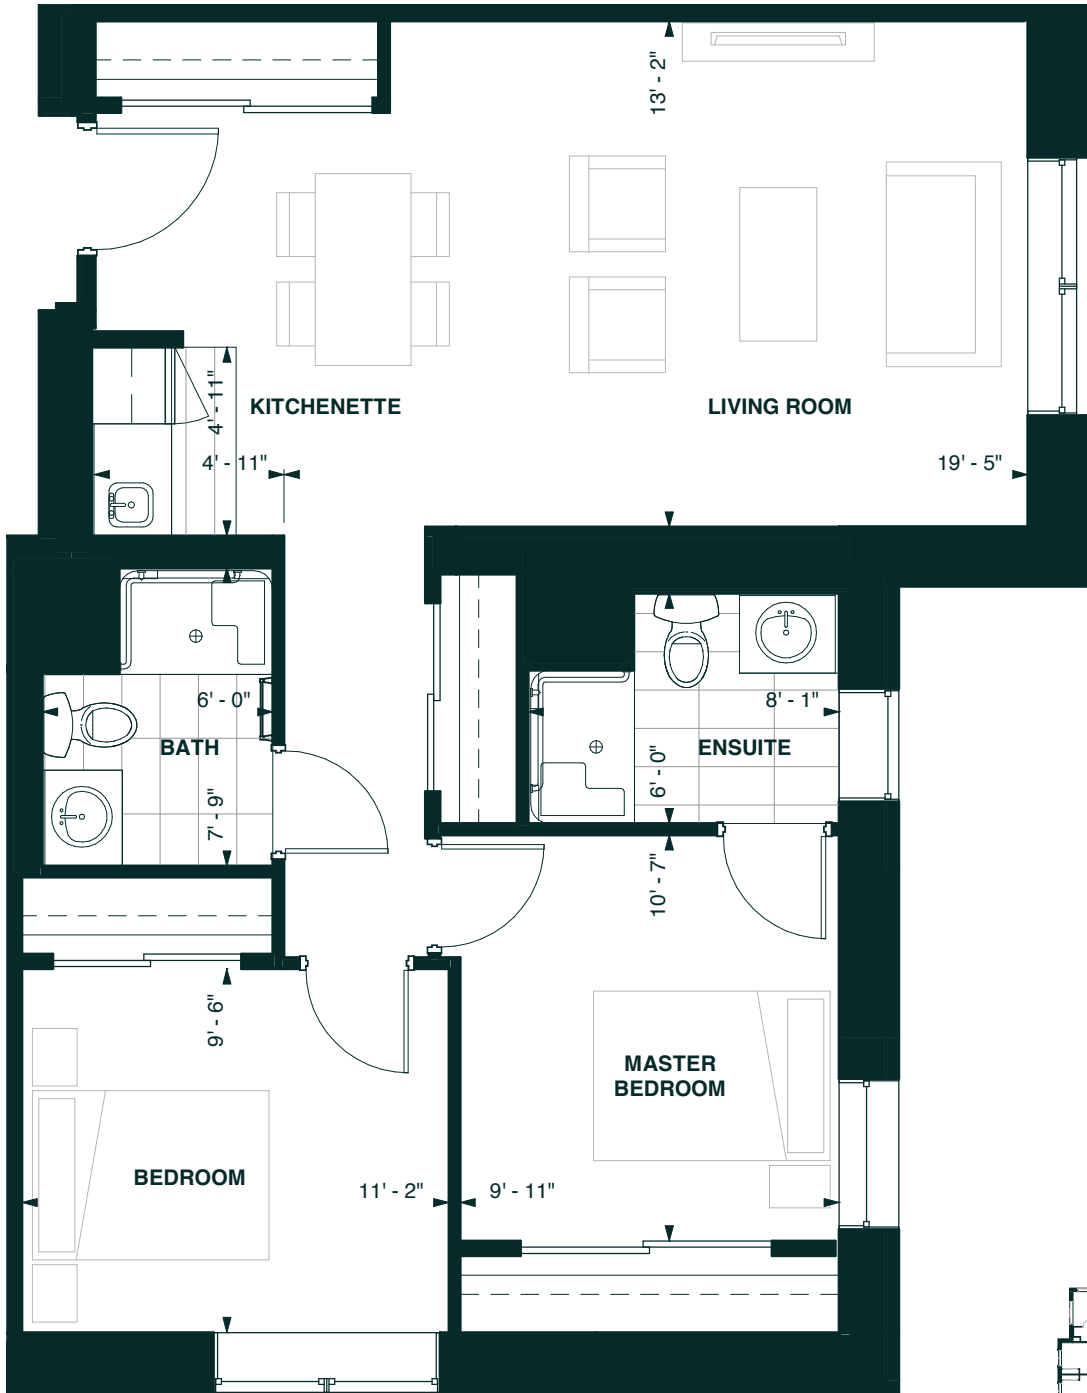 13' - 2"
KITCHENETTE
LIVING ROOM
4' - 11"
4' - 11"
19' - 5"
6' - 0"
8' - 1"
BATH
ENSUITE
6' - 0"
7' - 9"
10' - 7"
9' - 6"
MASTER
BEDROOM
BEDROOM
11' - 2"
9' - 11"